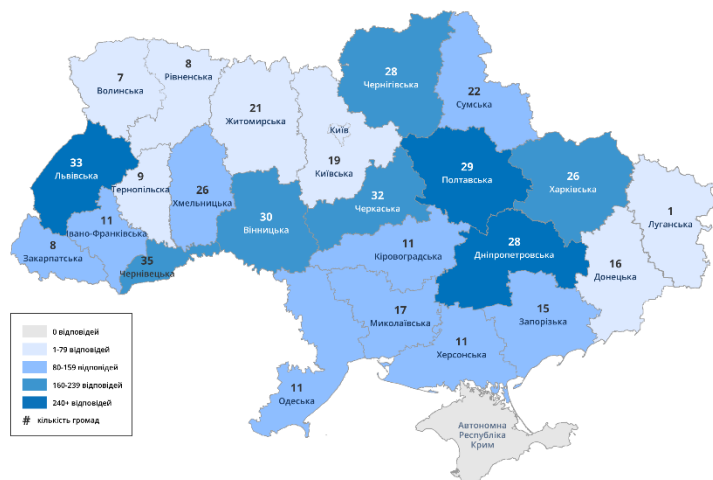 28
Чернігівська
8
Рівненська
7
Волинська
22
Сумська
21
Житомирська
Київ
19
Київська
33
Львівська
9
Тернопільска
26
Хмельницька
29
Полтавська
26
Харківська
32
Черкаська
30
Вінницька
1
Луганська
11
Івано-Франківська
8
Закарпатська
35
Чернівецька
11
Кіровоградська
28
Дніпропетровська
16
Донецька
17
Миколаївська
15
Запорізька
11
Херсонська
11
Одеська
Автономна
Республіка
Крим
0 відповідей
1-79 відповідей
80-159 відповідей
160-239 відповідей
240+ відповідей
# кількість громад